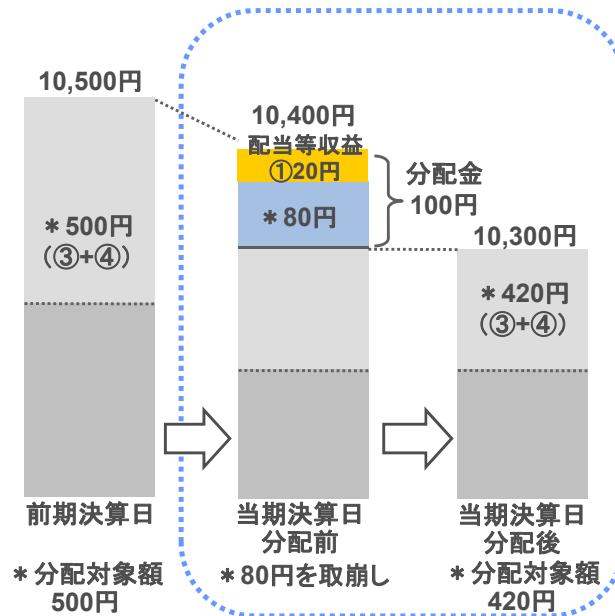 10,500円
＊500円
（③+④）
前期決算日
＊分配対象額
500円
10,400円
配当等収益
①20円
＊80円
分配金
100円
当期決算日
分配前
＊80円を取崩し
10,300円
＊420円
（③+④）
当期決算日
分配後
＊分配対象額
420円